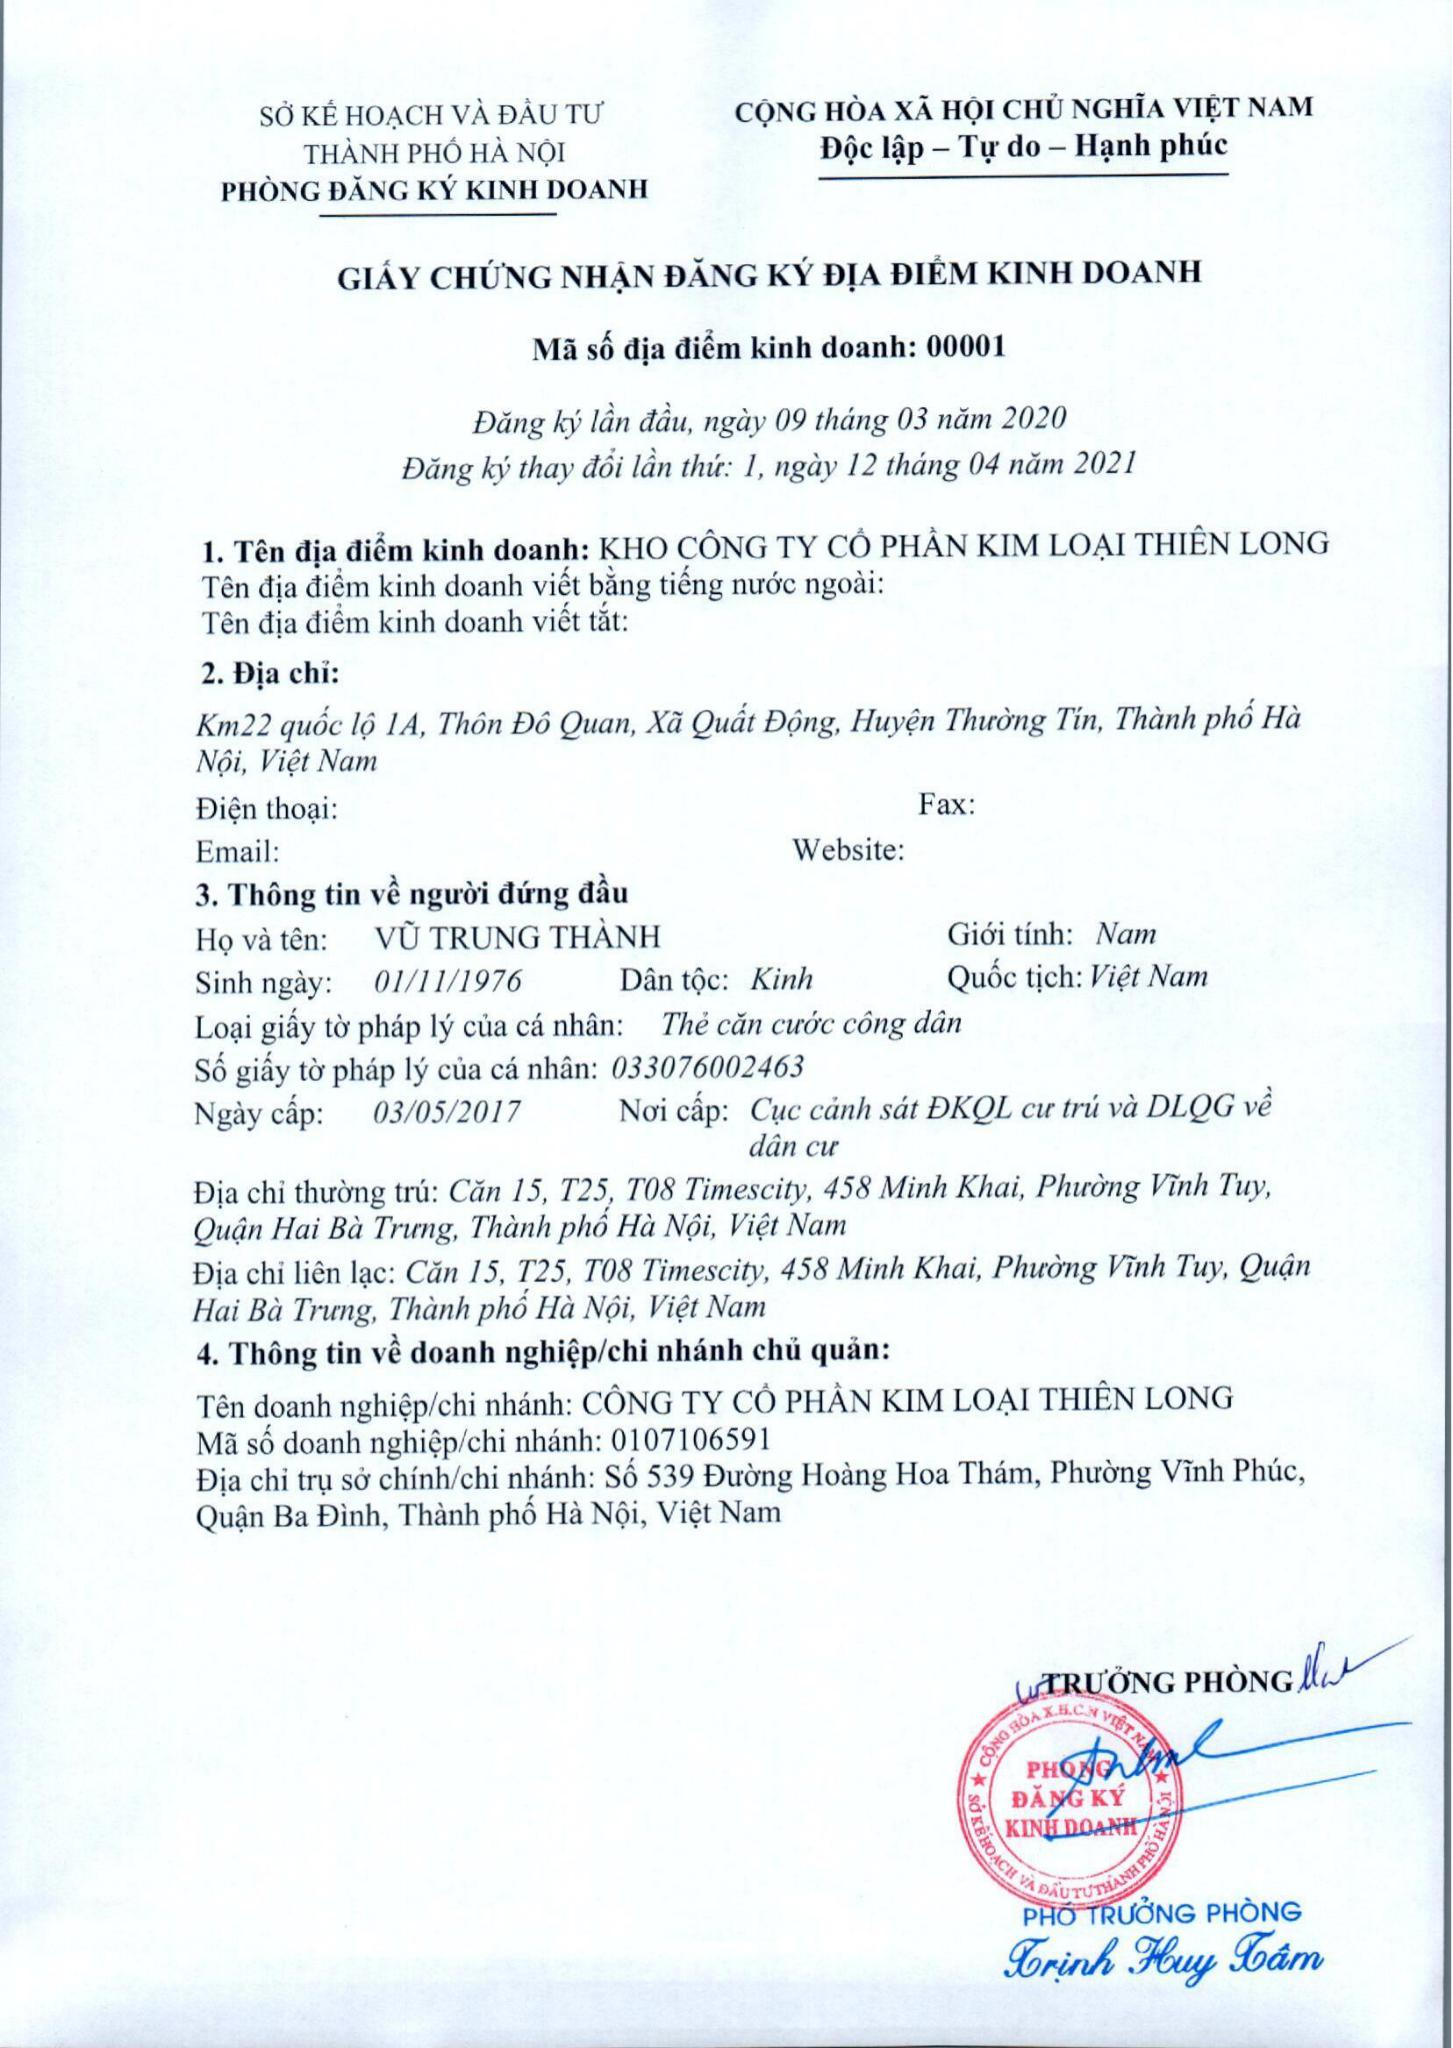 SỞ KẾ HOẠCH VÀ ĐẦU TƯ
THÀNH PHỐ HÀ NỘI
PHÒNG ĐĂNG KÝ KINH DOANH
CỘNG HÒA XÃ HỘI CHỦ NGHĨA VIỆT NAM
Độc lập – Tự do – Hạnh phúc
GIẤY CHỨNG NHẬN ĐĂNG KÝ ĐỊA ĐIỂM KINH DOANH
Mã số địa điểm kinh doanh: 00001
Đăng ký lần đầu, ngày 09 tháng 03 năm 2020
Đăng ký thay đổi lần thứ: 1, ngày 12 tháng 04 năm 2021
1. Tên địa điểm kinh doanh: KHO CÔNG TY CỔ PHẦN KIM LOẠI THIÊN LONG
Tên địa điểm kinh doanh viết bằng tiếng nước ngoài:
Tên địa điểm kinh doanh viết tắt:
2. Địa chỉ:
Km22 quốc lộ 1A, Thôn Đô Quan, Xã Quất Động, Huyện Thường Tín, Thành phố Hà
Nội, Việt Nam
Điện thoại: Fax:
Email: Website:
3. Thông tin về người đứng đầu
Họ và tên: VŨ TRUNG THÀNH Giới tính: Nam
Sinh ngày: 01/11/1976 Dân tộc: Kinh Quốc tịch: Việt Nam
Loại giấy tờ pháp lý của cá nhân: Thẻ căn cước công dân
Số giấy tờ pháp lý của cá nhân: 033076002463
Ngày cấp: 03/05/2017 Nơi cấp: Cục cảnh sát ĐKQL cư trú và DLQG về
dân cư
Địa chỉ thường trú: Căn 15, T25, T08 Timescity, 458 Minh Khai, Phường Vĩnh Tuy,
Quận Hai Bà Trưng, Thành phố Hà Nội, Việt Nam
Địa chỉ liên lạc: Căn 15, T25, T08 Timescity, 458 Minh Khai, Phường Vĩnh Tuy, Quận
Hai Bà Trưng, Thành phố Hà Nội, Việt Nam
4. Thông tin về doanh nghiệp/chi nhánh chủ quản:
Tên doanh nghiệp/chi nhánh: CÔNG TY CỔ PHẦN KIM LOẠI THIÊN LONG
Mã số doanh nghiệp/chi nhánh: 0107106591
Địa chỉ trụ sở chính/chi nhánh: Số 539 Đường Hoàng Hoa Thám, Phường Vĩnh Phúc,
Quận Ba Đình, Thành phố Hà Nội, Việt Nam
TRƯỞNG PHÒNG
CỘNG HÒA X.H.C.N VIỆT NAM
PHÒNG
ĐĂNG KÝ
KINH DOANH
SỞ KẾ HOẠCH VÀ ĐẦU TƯ THÀNH PHỐ HÀ NỘI
PHÓ TRƯỞNG PHÒNG
Trịnh Huy Tâm